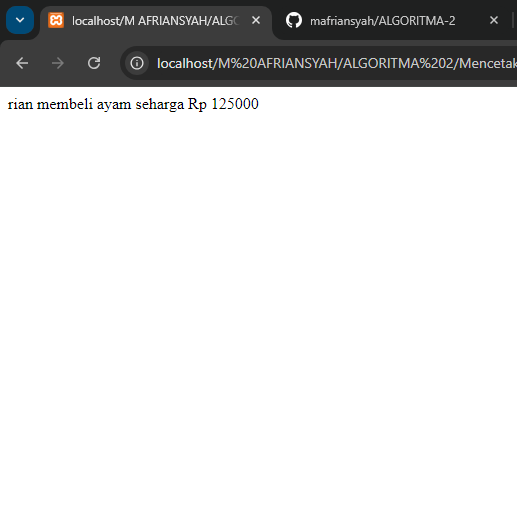 localhost/M AFRIANSYAH/ALGO
mafriansyah/ALGORITMA-2
localhost/M%20AFRIANSYAH/ALGORITMA%202/Mencetak
rian membeli ayam seharga Rp 125000